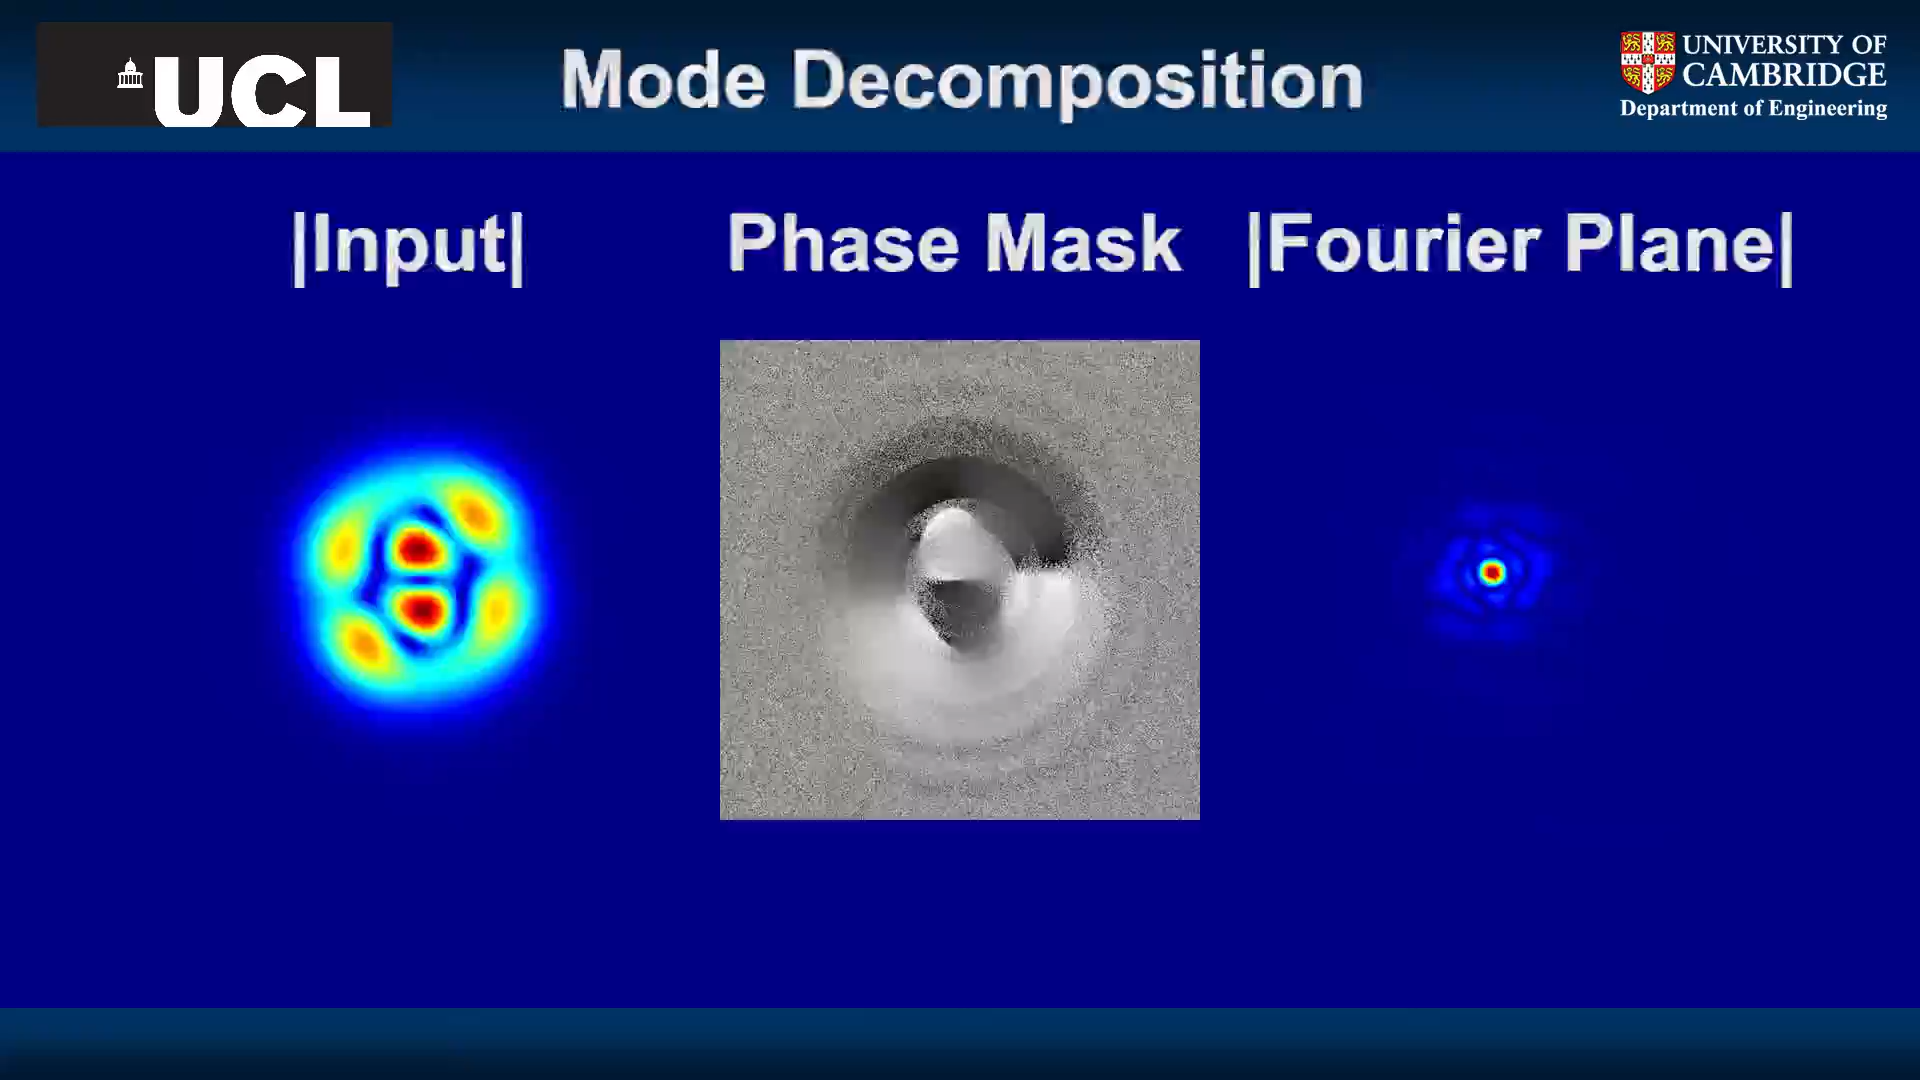 UCL
Mode Decomposition
UNIVERSITY OF
CAMBRIDGE
Department of Engineering
|Input|
Phase Mask
|Fourier Plane|